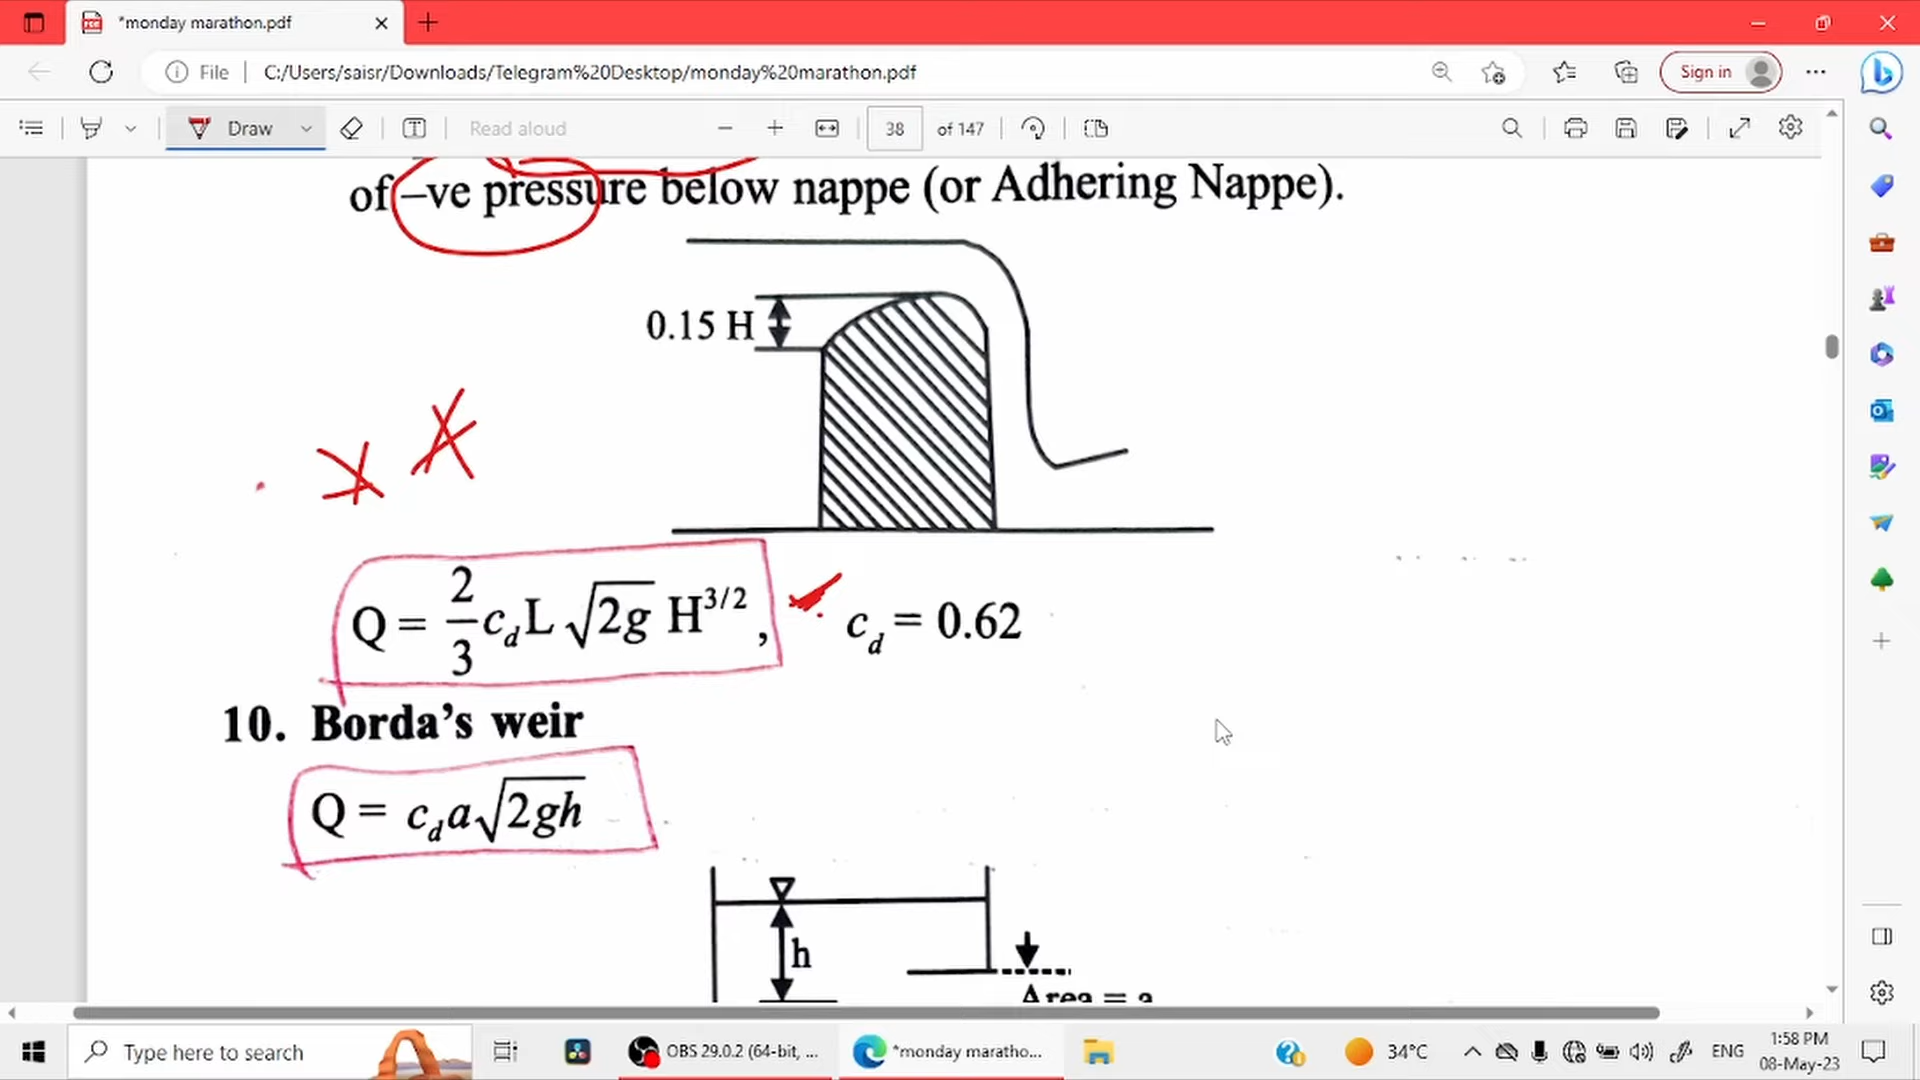 *monday marathon.pdf
File
C:/Users/saisr/Downloads/Telegram%20Desktop/monday%20marathon.pdf
Sign in
Draw
Read aloud
38
of 147
of –ve pressure below nappe (or Adhering Nappe).
0.15 H
Q = 2/3 c_d L √2g H^3/2, c_d = 0.62
10. Borda's weir
Q = c_d a √2gh
h
Area = a
Type here to search
OBS 29.0.2 (64-bit, ...
*monday maratho...
34°C
ENG
1:58 PM
08-May-23